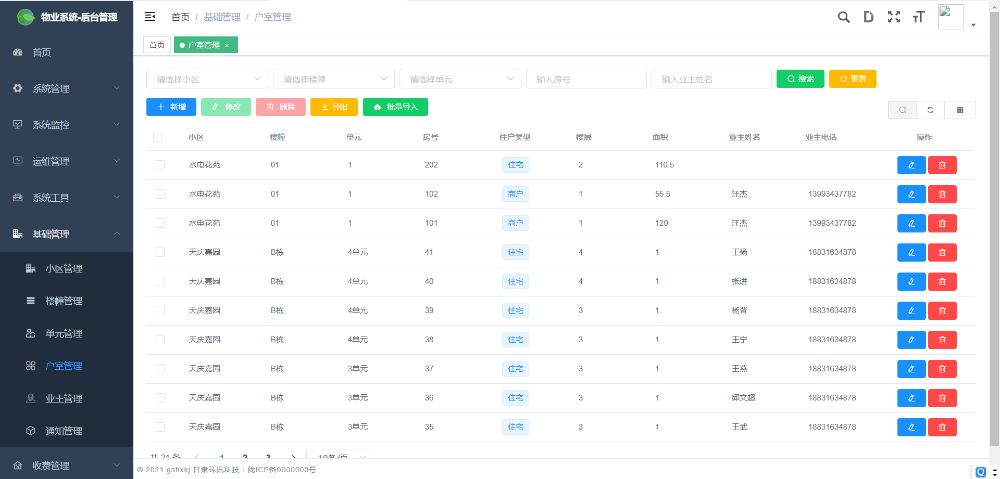 物业系统-后台管理
首页
系统管理
系统监控
运维管理
系统工具
基础管理
小区管理
楼幢管理
单元管理
户室管理
业主管理
通知管理
收费管理
首页 / 基础管理 / 户室管理
首页 户室管理 ×
请选择小区 请选择楼幢 请选择单元 输入房号 输入业主姓名 搜索 重置
新增 修改 删除 导出 批量导入
小区 楼幢 单元 房号 住户类型 楼层 面积 业主姓名 业主电话 操作
水电花苑 01 1 202 住宅 2 110.5
水电花苑 01 1 102 商户 1 55.5 汪杰 13993437782
水电花苑 01 1 101 商户 1 120 汪杰 13993437782
天庆嘉园 B栋 4单元 41 住宅 4 1 王杨 18831634878
天庆嘉园 B栋 4单元 40 住宅 4 1 张进 18831634878
天庆嘉园 B栋 4单元 39 住宅 3 1 杨晋 18831634878
天庆嘉园 B栋 4单元 38 住宅 3 1 王宁 18831634878
天庆嘉园 B栋 3单元 37 住宅 3 1 王燕 18831634878
天庆嘉园 B栋 3单元 36 住宅 3 1 邱文超 18831634878
天庆嘉园 B栋 3单元 35 住宅 3 1 王武 18831634878
共 21 条 1 2 3 10条/页
© 2021 gshxkj 甘肃环讯科技 · 陇ICP备0000000号